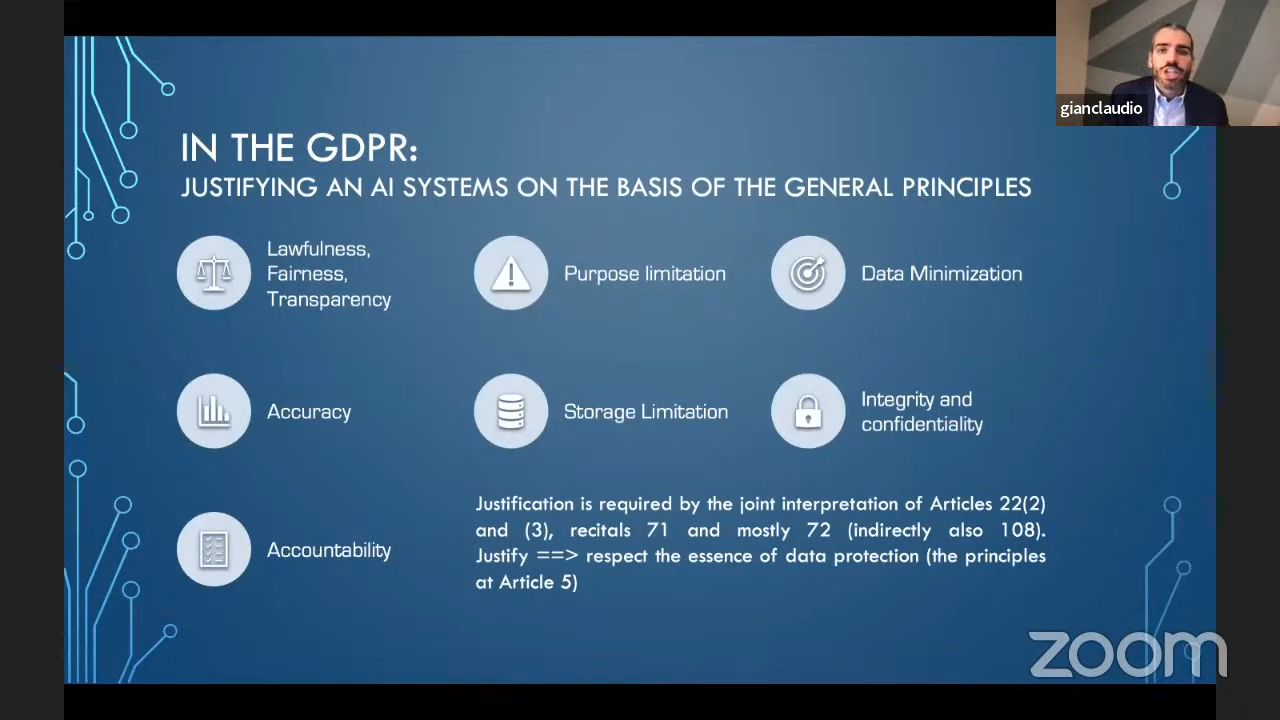 gianclaudio
IN THE GDPR:
JUSTIFYING AN AI SYSTEMS ON THE BASIS OF THE GENERAL PRINCIPLES
Lawfulness,
Fairness,
Transparency
Purpose limitation
Data Minimization
Accuracy
Storage Limitation
Integrity and
confidentiality
Accountability
Justification is required by the joint interpretation of Articles 22(2)
and (3), recitals 71 and mostly 72 (indirectly also 108).
Justify ==> respect the essence of data protection (the principles
at Article 5)
zoom